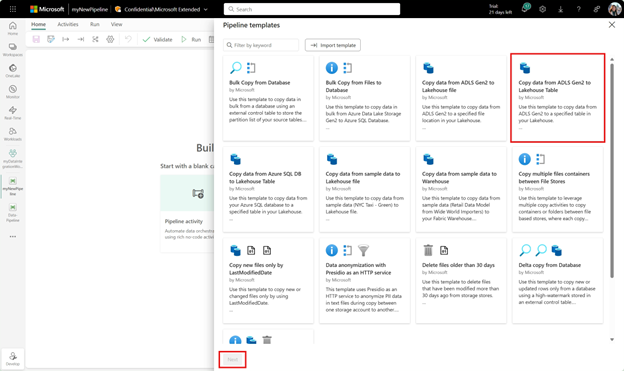 Microsoft
myNewPipeline
Confidential\Microsoft Extended
Search
Trial:
21 days left
Home
Activities
Run
View
Validate
Run
Home
Workspaces
OneLake
Monitor
Real-Time
Workloads
myNewPipe
line
Data
Pipeline
Develop
Buil
Start with a blank ca
Pipeline activity
Automate data orchestra
using rich no code activi
Pipeline templates
Filter by keyword
Import template
Bulk Copy from Database
by Microsoft
Use this template to copy data in
bulk from a database using an
external control table to store the
partition list of your source tables...
...
Bulk Copy from Files to
Database
by Microsoft
Use this template to copy data in
bulk from Azure Data Lake Storage
Gen2 to Azure SQL Database.
...
Copy data from ADLS Gen2 to
Lakehouse file
by Microsoft
Use this template to copy data from
ADLS Gen2 to a specified file
location in your Lakehouse.
...
Copy data from ADLS Gen2 to
Lakehouse Table
by Microsoft
Use this template to copy data from
ADLS Gen2 to a specified table in
your Lakehouse.
...
Copy data from Azure SQL DB
to Lakehouse Table
by Microsoft
Use this template to copy data from
Azure SQL database to a
specified table in your Lakehouse.
...
Copy data from sample data to
Lakehouse file
by Microsoft
Use this template to copy data from
sample data (NYC Taxi - Green) to
Lakehouse file.
...
Copy data from sample data to
Warehouse
by Microsoft
Use this template to copy data from
sample data (Retail Data Model
from Wide World Importers) to
your Fabric Warehouse...
Copy multiple files containers
between File Stores
by Microsoft
Use this template to leverage
multiple copy activities to copy
containers or folders between file
based stores, where each copy...
Copy new files only by
LastModifiedDate
by Microsoft
Use this template to copy new or
changed files only by using
LastModifiedDate.
...
Data anonymization with
Presidio as an HTTP service
by Microsoft
This template uses Presidio as an
HTTP service to anonymize PII data
in text files during copy between
one storage account to another...
Delete files older than 30 days
by Microsoft
Use this template to delete files
that have been modified more than
30 days ago from storage stores.
...
Delta copy from Database
by Microsoft
Use this template to copy new or
updated rows only from a database
using a high-watermark stored in
an external control table...
Next